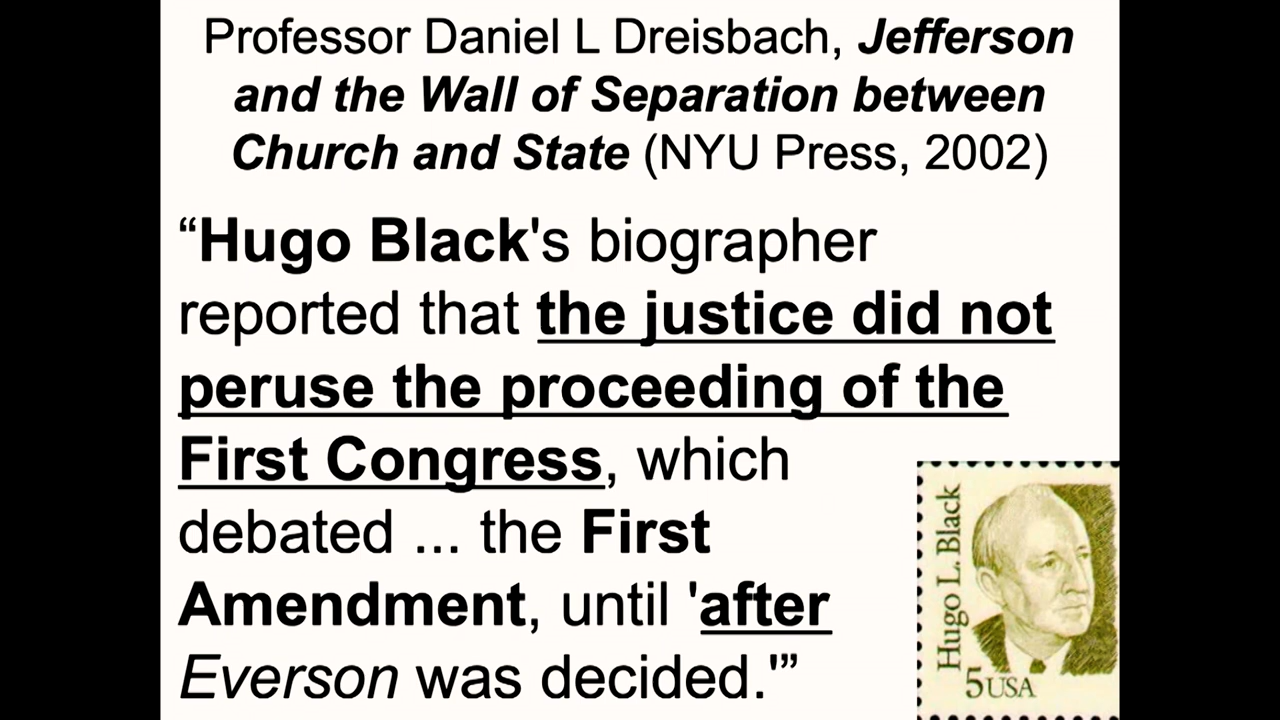 Professor Daniel L Dreisbach, Jefferson
and the Wall of Separation between
Church and State (NYU Press, 2002)
“Hugo Black's biographer
reported that the justice did not
peruse the proceeding of the
First Congress, which
debated ... the First
Amendment, until 'after
Everson was decided.'”
Hugo L. Black
5USA